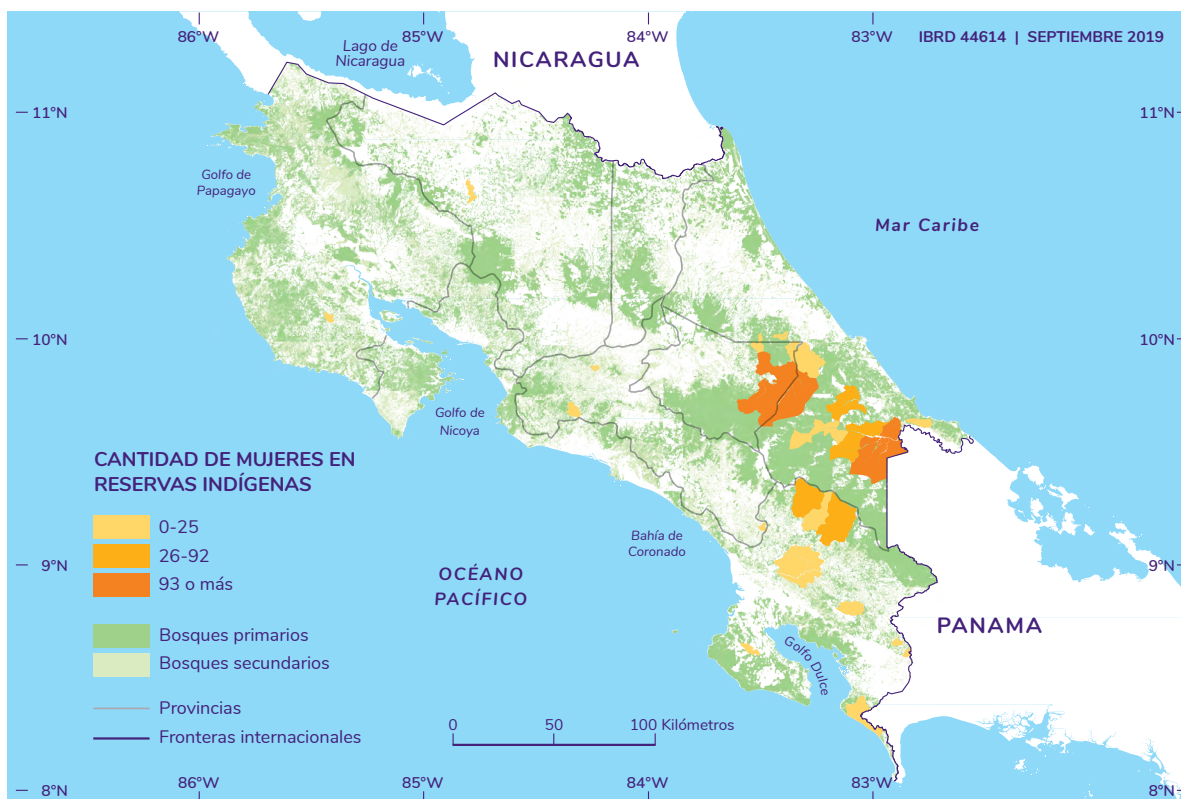 86°W
85°W
84°W
83°W
IBRD 44614 | SEPTIEMBRE 2019
Lago de
Nicaragua
NICARAGUA
11°N
11°N
Golfo de
Papagayo
Mar Caribe
10°N
10°N
Golfo de
Nicoya
CANTIDAD DE MUJERES EN
RESERVAS INDÍGENAS
0-25
26-92
93 o más
Bosques primarios
Bosques secundarios
Provincias
Fronteras internacionales
Bahía de
Coronado
OCÉANO
PACÍFICO
9°N
9°N
PANAMA
Golfo Dulce
0 50 100 Kilómetros
86°W
85°W
84°W
83°W
8°N
8°N